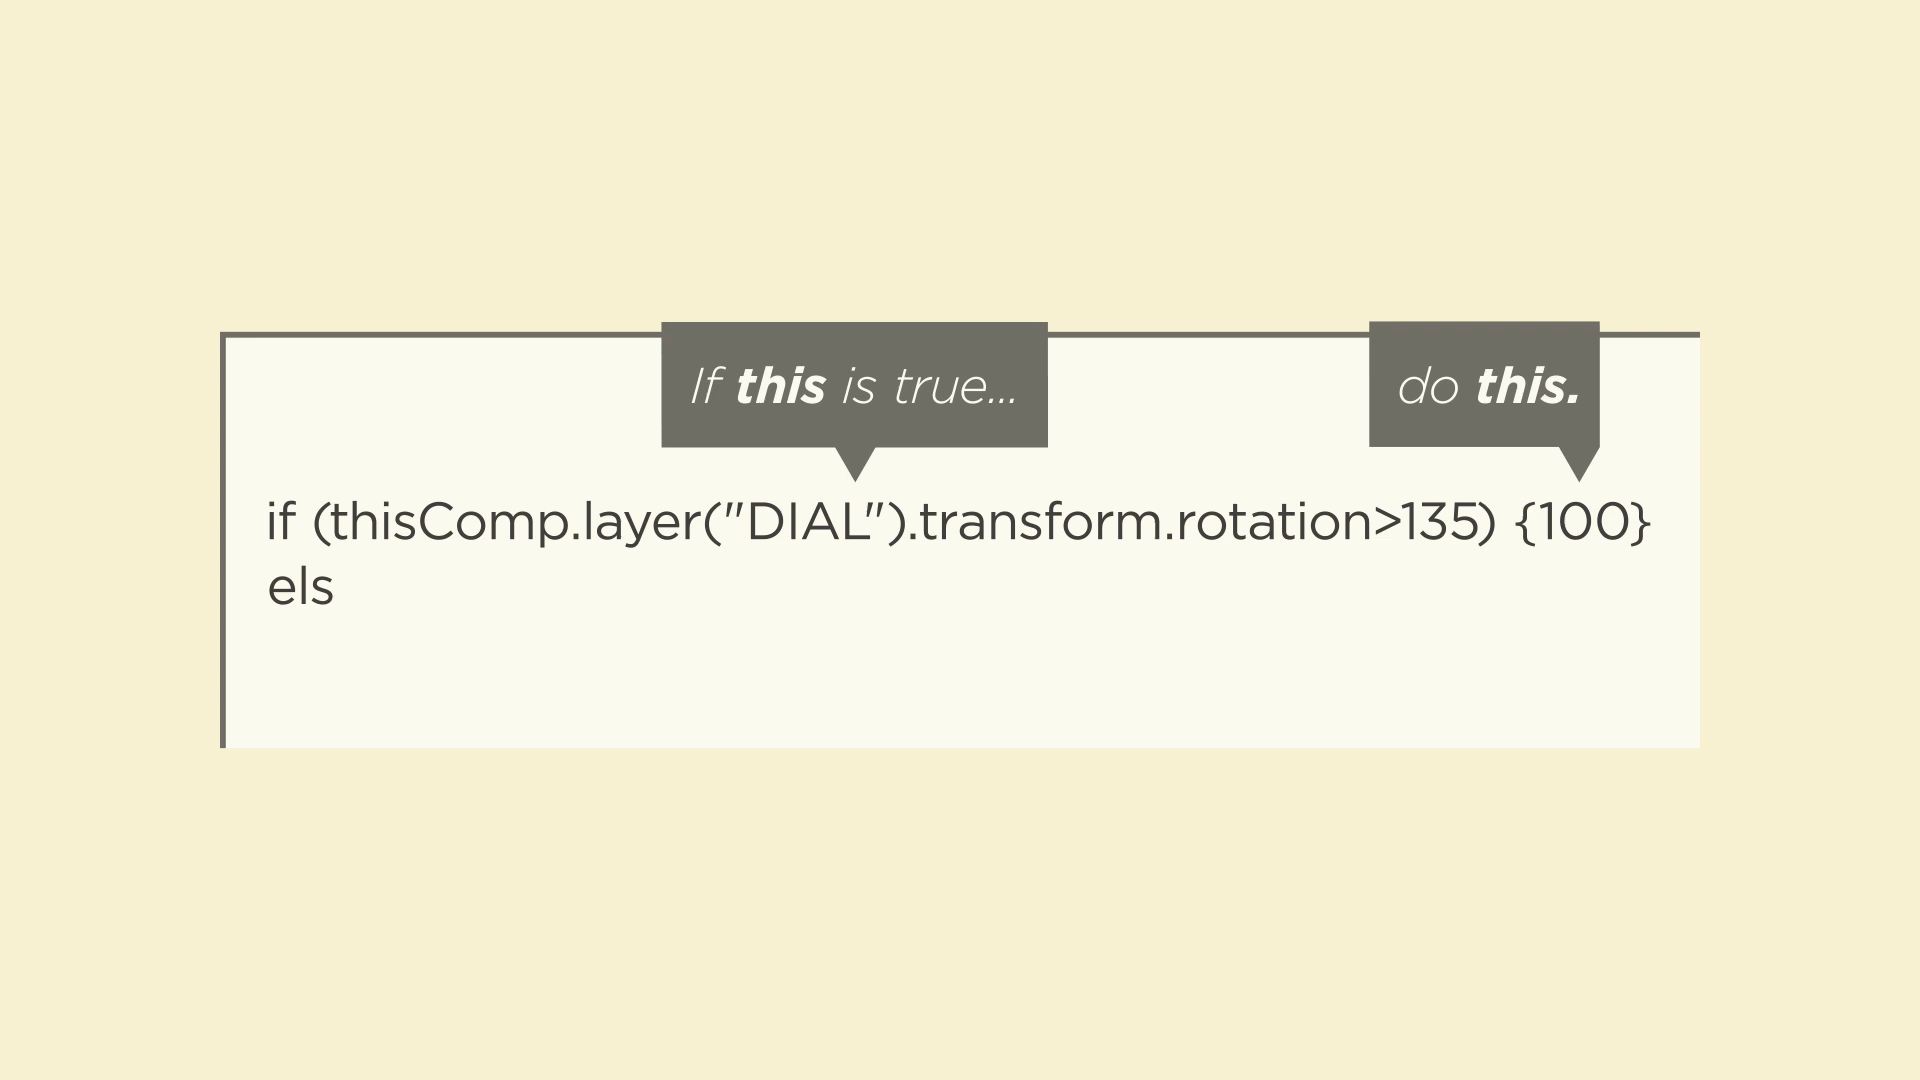 If this is true...
do this.
if (thisComp.layer("DIAL").transform.rotation>135) {100}
els